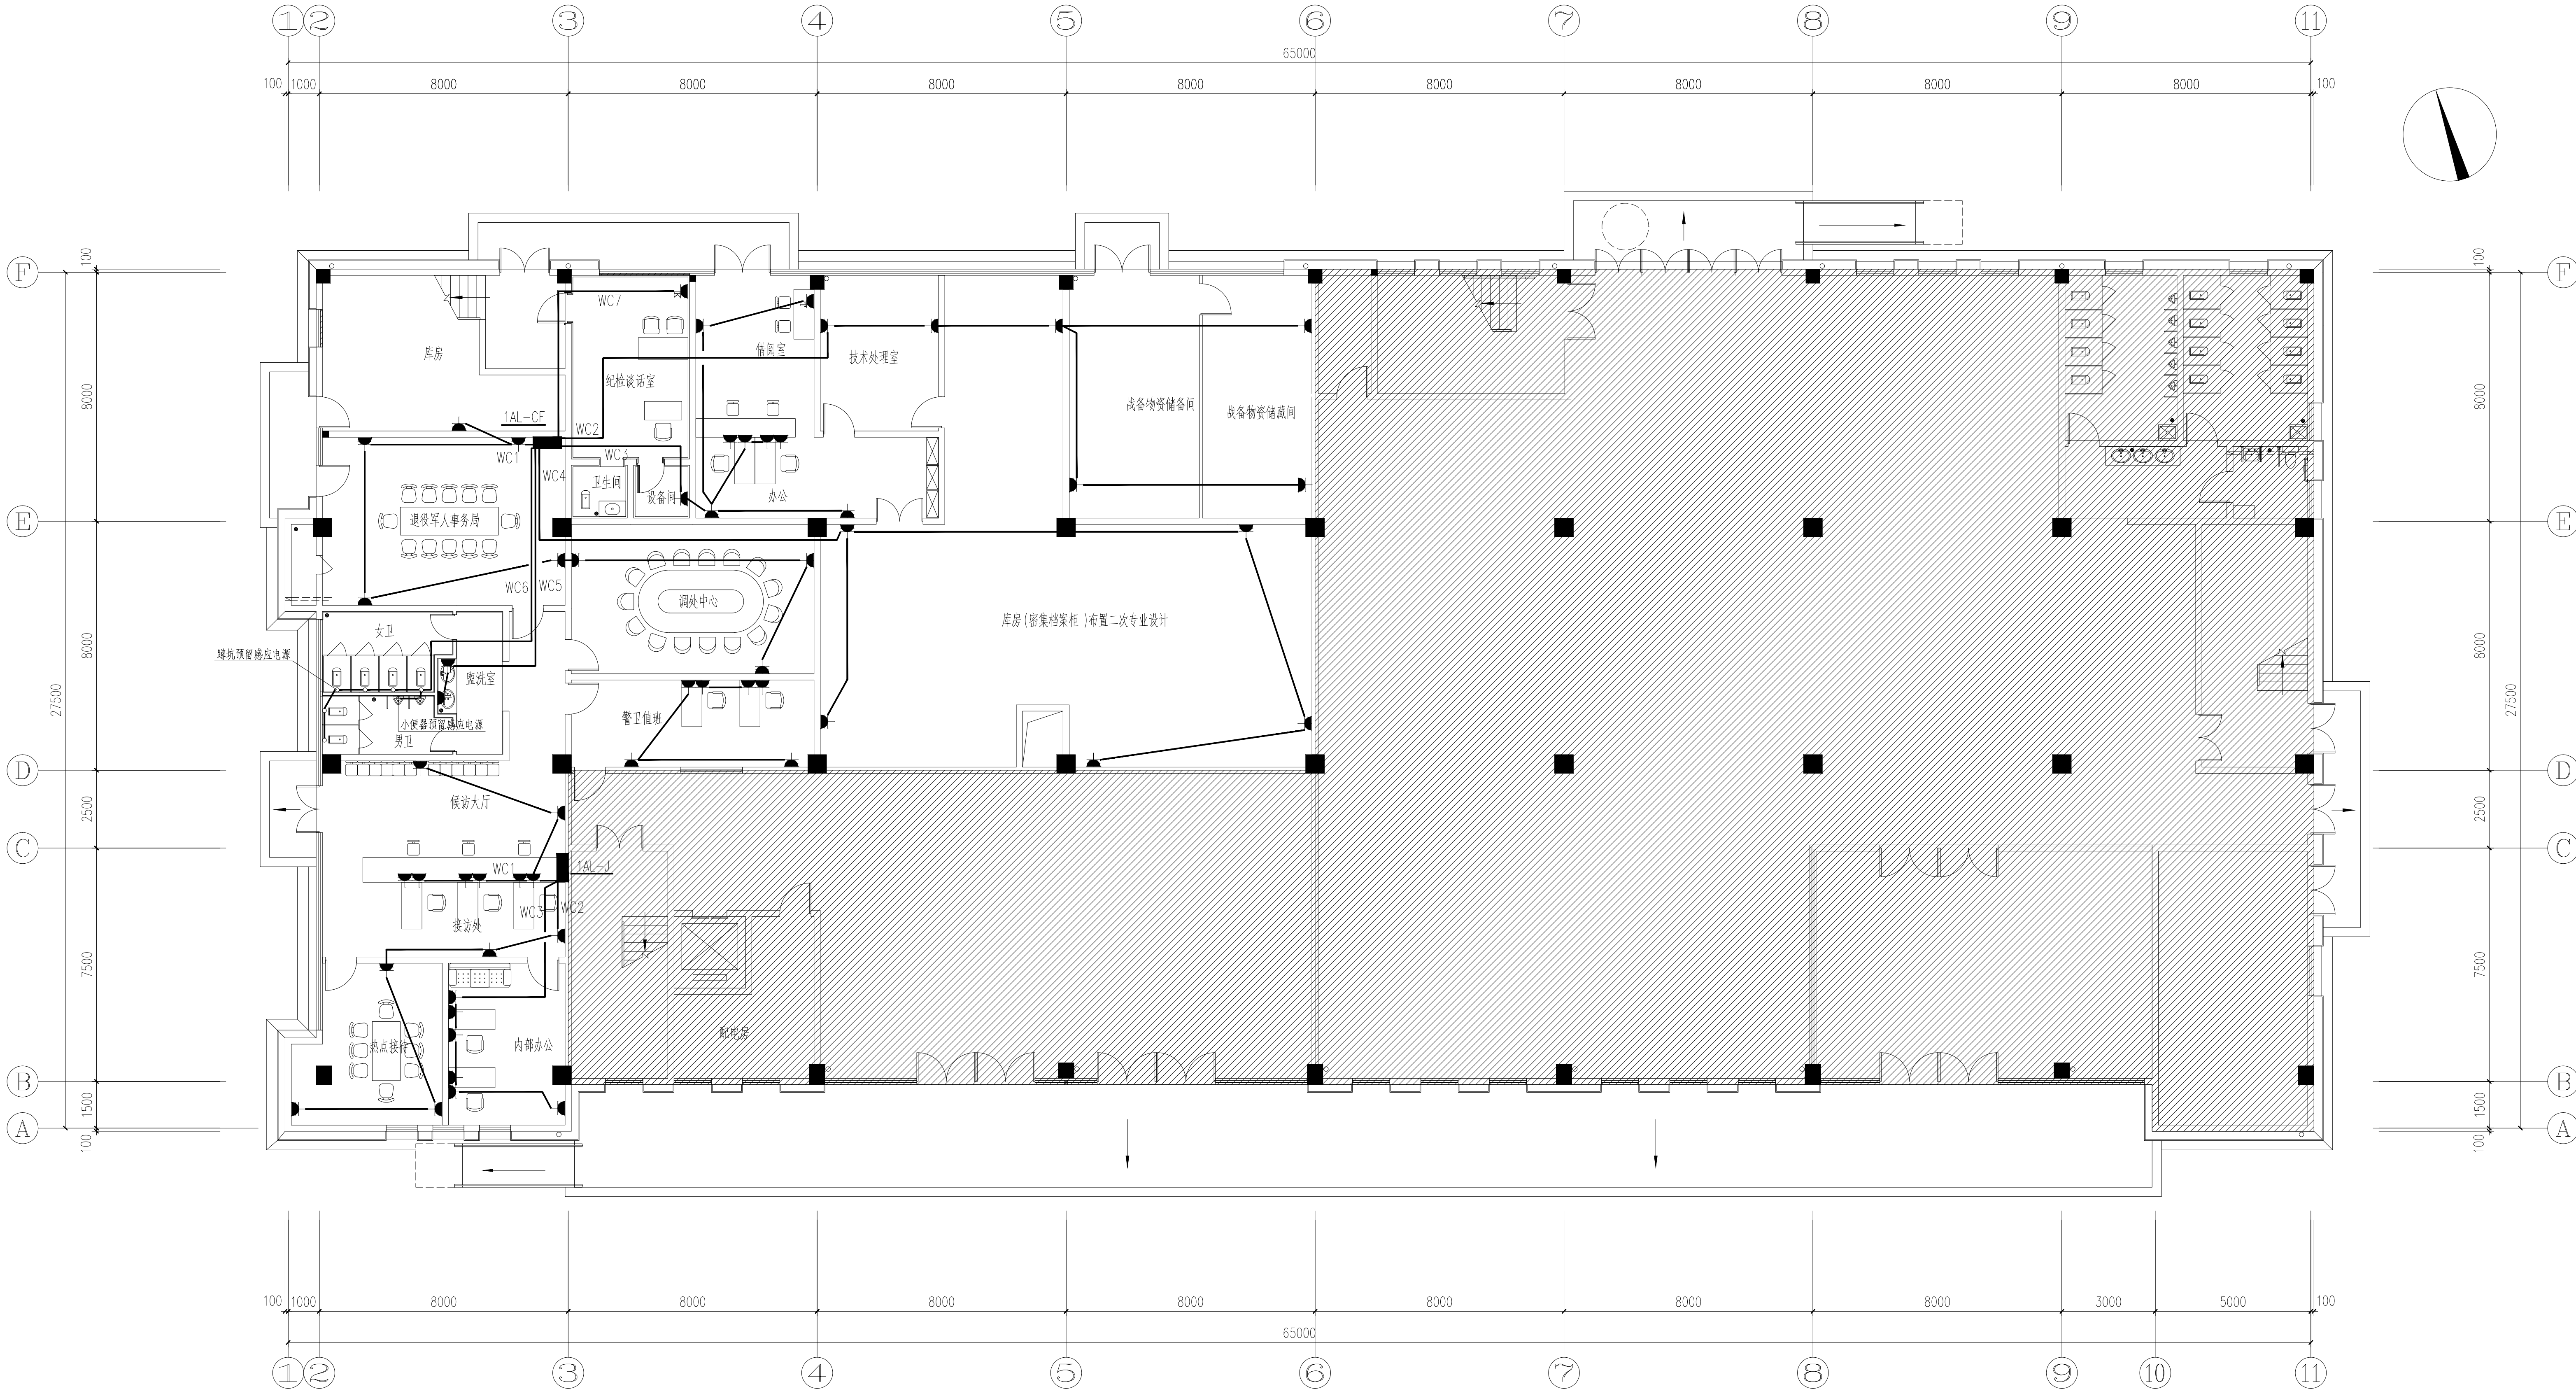 ① ② ③ ④ ⑤ ⑥ ⑦ ⑧ ⑨ ⑪
65000
100 1000 8000 8000 8000 8000 8000 8000 8000 8000 100
F 100 100 F
WC7
借阅室
库房 技术处理室
纪检谈话室
8000 8000
战备物资储备间 战备物资储藏间
1AL-CF
WC2
WC1 WC3
WC4 卫生间
设备间 办公
E 退役军人事务局 E
WC6 WC5
调处中心
库房(密集档案柜 )布置二次专业设计
女卫
8000 8000
蹲坑预留感应电源
盥洗室
27500 27500
警卫值班
小便器预留感应电源
男卫
D D
候访大厅
2500 2500
C C
WC1 1AL-J
WC3 WC2
接访处
7500 7500
配电房
热点接待 内部办公
B B
1500 1500
A A
100 100
100 1000 8000 8000 8000 8000 8000 8000 8000 3000 5000 100
65000
① ② ③ ④ ⑤ ⑥ ⑦ ⑧ ⑨ ⑩ ⑪